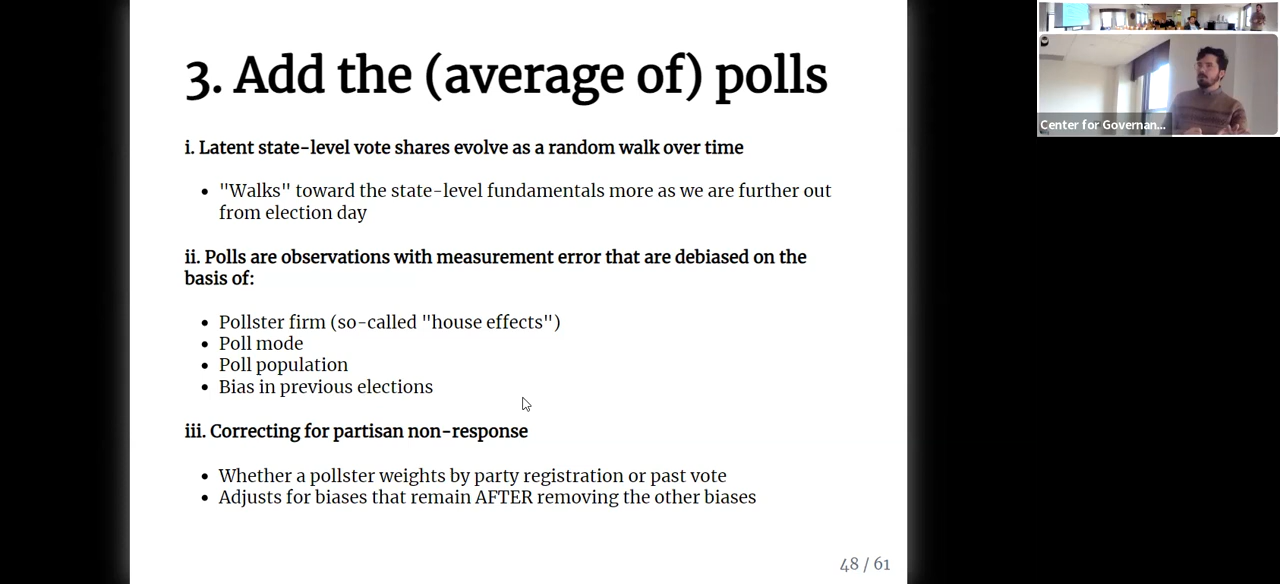 3. Add the (average of) polls
i. Latent state-level vote shares evolve as a random walk over time
"Walks" toward the state-level fundamentals more as we are further out
from election day
ii. Polls are observations with measurement error that are debiased on the
basis of:
Pollster firm (so-called "house effects")
Poll mode
Poll population
Bias in previous elections
iii. Correcting for partisan non-response
Whether a pollster weights by party registration or past vote
Adjusts for biases that remain AFTER removing the other biases
48 / 61
Center for Governan...